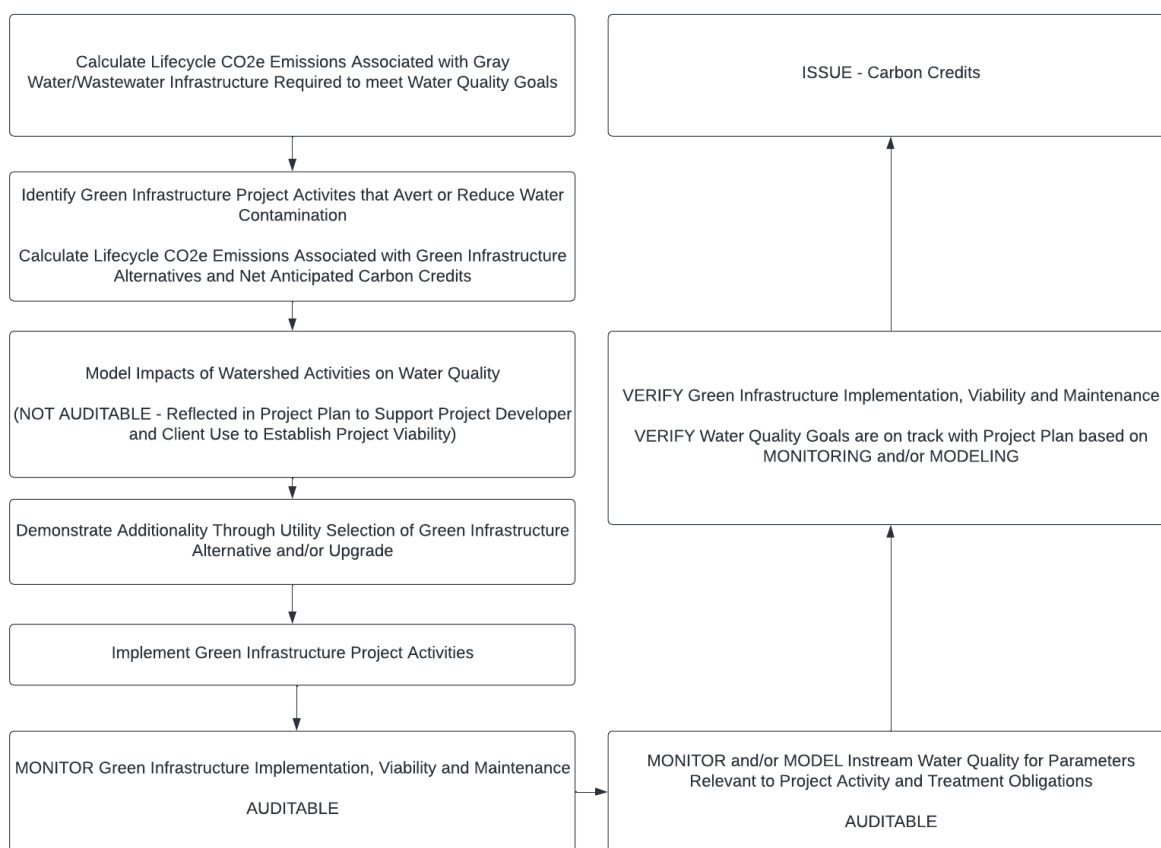 Calculate Lifecycle CO2e Emissions Associated with Gray
Water/Wastewater Infrastructure Required to meet Water Quality Goals
Identify Green Infrastructure Project Activites that Avert or Reduce Water
Contamination
Calculate Lifecycle CO2e Emissions Associated with Green Infrastructure
Alternatives and Net Anticipated Carbon Credits
Model Impacts of Watershed Activities on Water Quality
(NOT AUDITABLE - Reflected in Project Plan to Support Project Developer
and Client Use to Establish Project Viability)
Demonstrate Additionality Through Utility Selection of Green Infrastructure
Alternative and/or Upgrade
Implement Green Infrastructure Project Activities
MONITOR Green Infrastructure Implementation, Viability and Maintenance
AUDITABLE
MONITOR and/or MODEL Instream Water Quality for Parameters
Relevant to Project Activity and Treatment Obligations
AUDITABLE
VERIFY Green Infrastructure Implementation, Viability and Maintenance
VERIFY Water Quality Goals are on track with Project Plan based on
MONITORING and/or MODELING
ISSUE - Carbon Credits